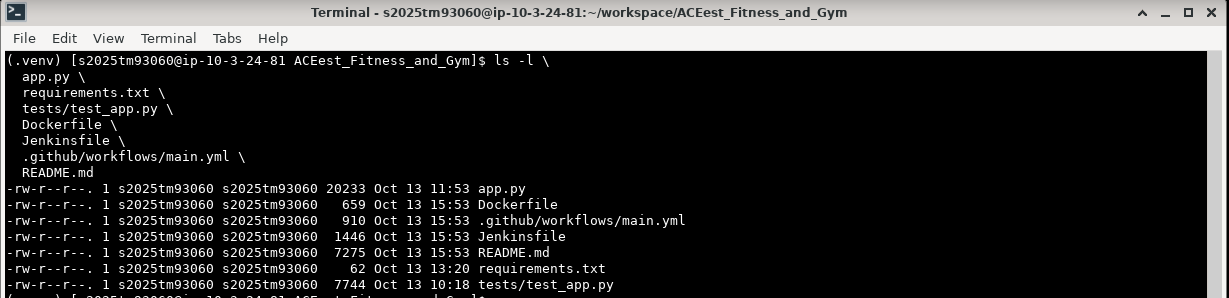 Terminal - s2025tm93060@ip-10-3-24-81:~/workspace/ACEest_Fitness_and_Gym
File Edit View Terminal Tabs Help
(.venv) [s2025tm93060@ip-10-3-24-81 ACEest_Fitness_and_Gym]$ ls -l \
  app.py \
  requirements.txt \
  tests/test_app.py \
  Dockerfile \
  Jenkinsfile \
  .github/workflows/main.yml \
  README.md
-rw-r--r--. 1 s2025tm93060 s2025tm93060 20233 Oct 13 11:53 app.py
-rw-r--r--. 1 s2025tm93060 s2025tm93060   659 Oct 13 15:53 Dockerfile
-rw-r--r--. 1 s2025tm93060 s2025tm93060   910 Oct 13 15:53 .github/workflows/main.yml
-rw-r--r--. 1 s2025tm93060 s2025tm93060  1446 Oct 13 15:53 Jenkinsfile
-rw-r--r--. 1 s2025tm93060 s2025tm93060  7275 Oct 13 15:53 README.md
-rw-r--r--. 1 s2025tm93060 s2025tm93060    62 Oct 13 13:20 requirements.txt
-rw-r--r--. 1 s2025tm93060 s2025tm93060  7744 Oct 13 10:18 tests/test_app.py